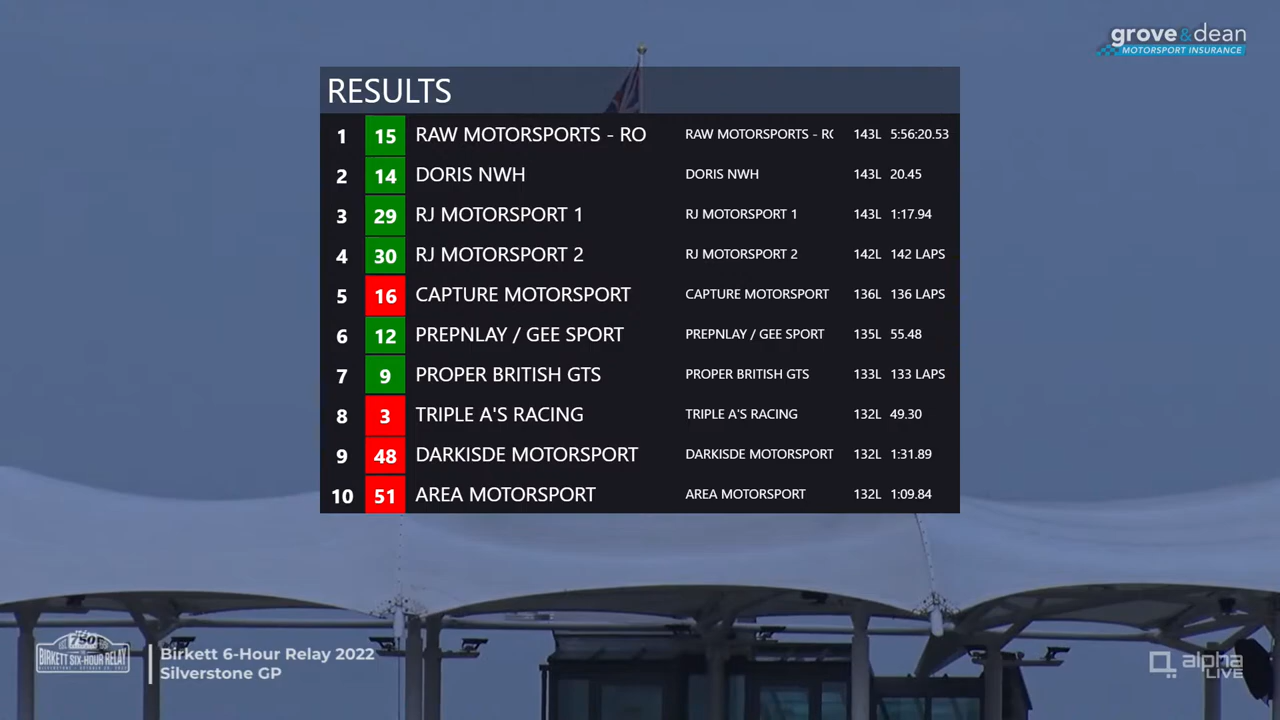 grove&dean
MOTORSPORT INSURANCE
RESULTS
1 15 RAW MOTORSPORTS - RO RAW MOTORSPORTS - RO 143L 5:56:20.53
2 14 DORIS NWH DORIS NWH 143L 20.45
3 29 RJ MOTORSPORT 1 RJ MOTORSPORT 1 143L 1:17.94
4 30 RJ MOTORSPORT 2 RJ MOTORSPORT 2 142L 142 LAPS
5 16 CAPTURE MOTORSPORT CAPTURE MOTORSPORT 136L 136 LAPS
6 12 PREPNLAY / GEE SPORT PREPNLAY / GEE SPORT 135L 55.48
7 9 PROPER BRITISH GTS PROPER BRITISH GTS 133L 133 LAPS
8 3 TRIPLE A'S RACING TRIPLE A'S RACING 132L 49.30
9 48 DARKISDE MOTORSPORT DARKISDE MOTORSPORT 132L 1:31.89
10 51 AREA MOTORSPORT AREA MOTORSPORT 132L 1:09.84
750
BIRKETT SIX-HOUR RELAY
Birkett 6-Hour Relay 2022
Silverstone GP
alpha
LIVE